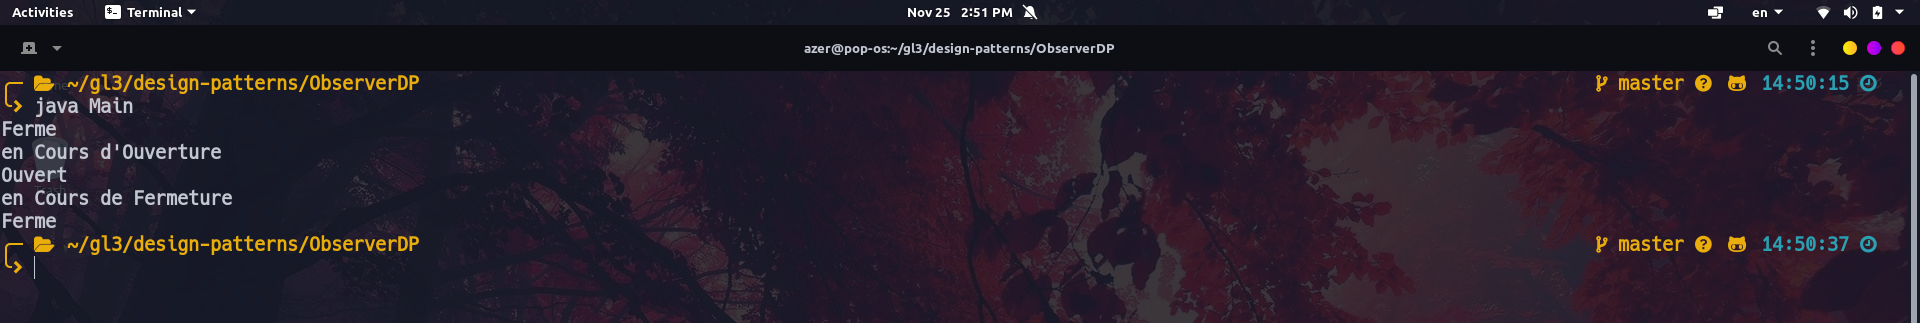 Activities Terminal Nov 25 2:51 PM en
azer@pop-os:~/gl3/design-patterns/ObserverDP
~/gl3/design-patterns/ObserverDP master 14:50:15
java Main
Ferme
en Cours d'Ouverture
Ouvert
en Cours de Fermeture
Ferme
~/gl3/design-patterns/ObserverDP master 14:50:37